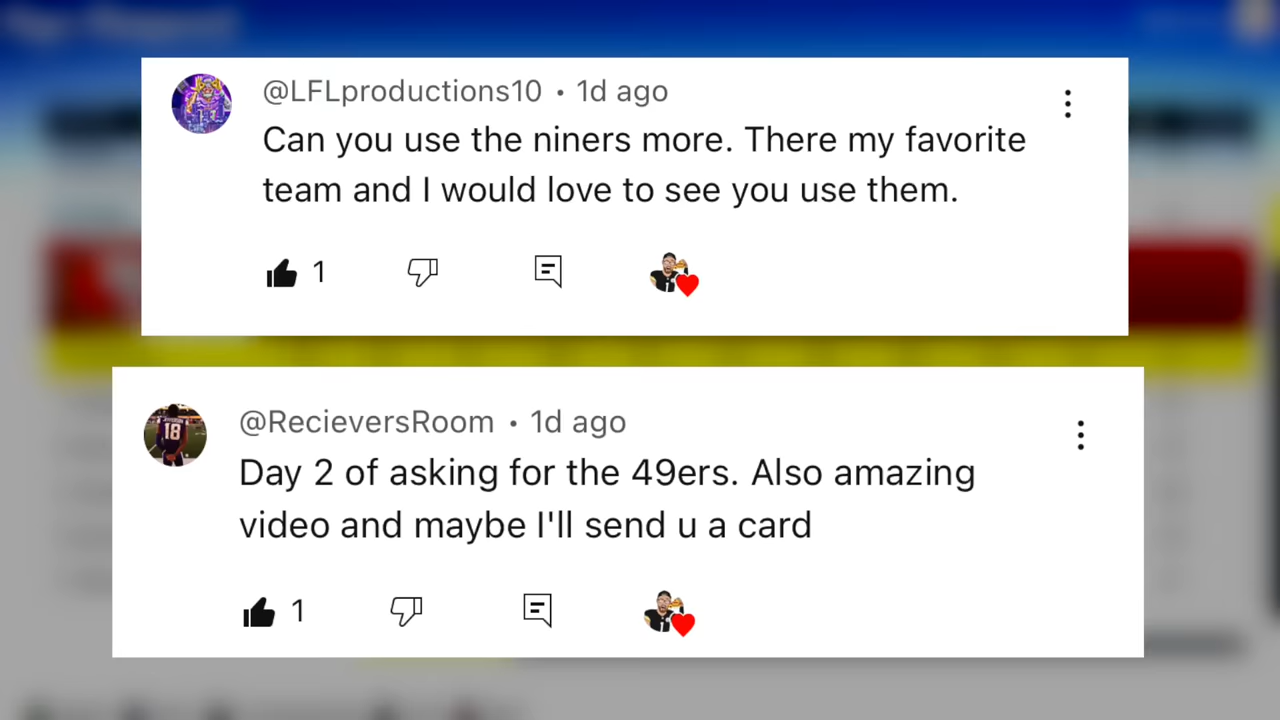 @LFLproductions10 • 1d ago
Can you use the niners more. There my favorite
team and I would love to see you use them.
1
@RecieversRoom • 1d ago
18
Day 2 of asking for the 49ers. Also amazing
video and maybe I'll send u a card
1